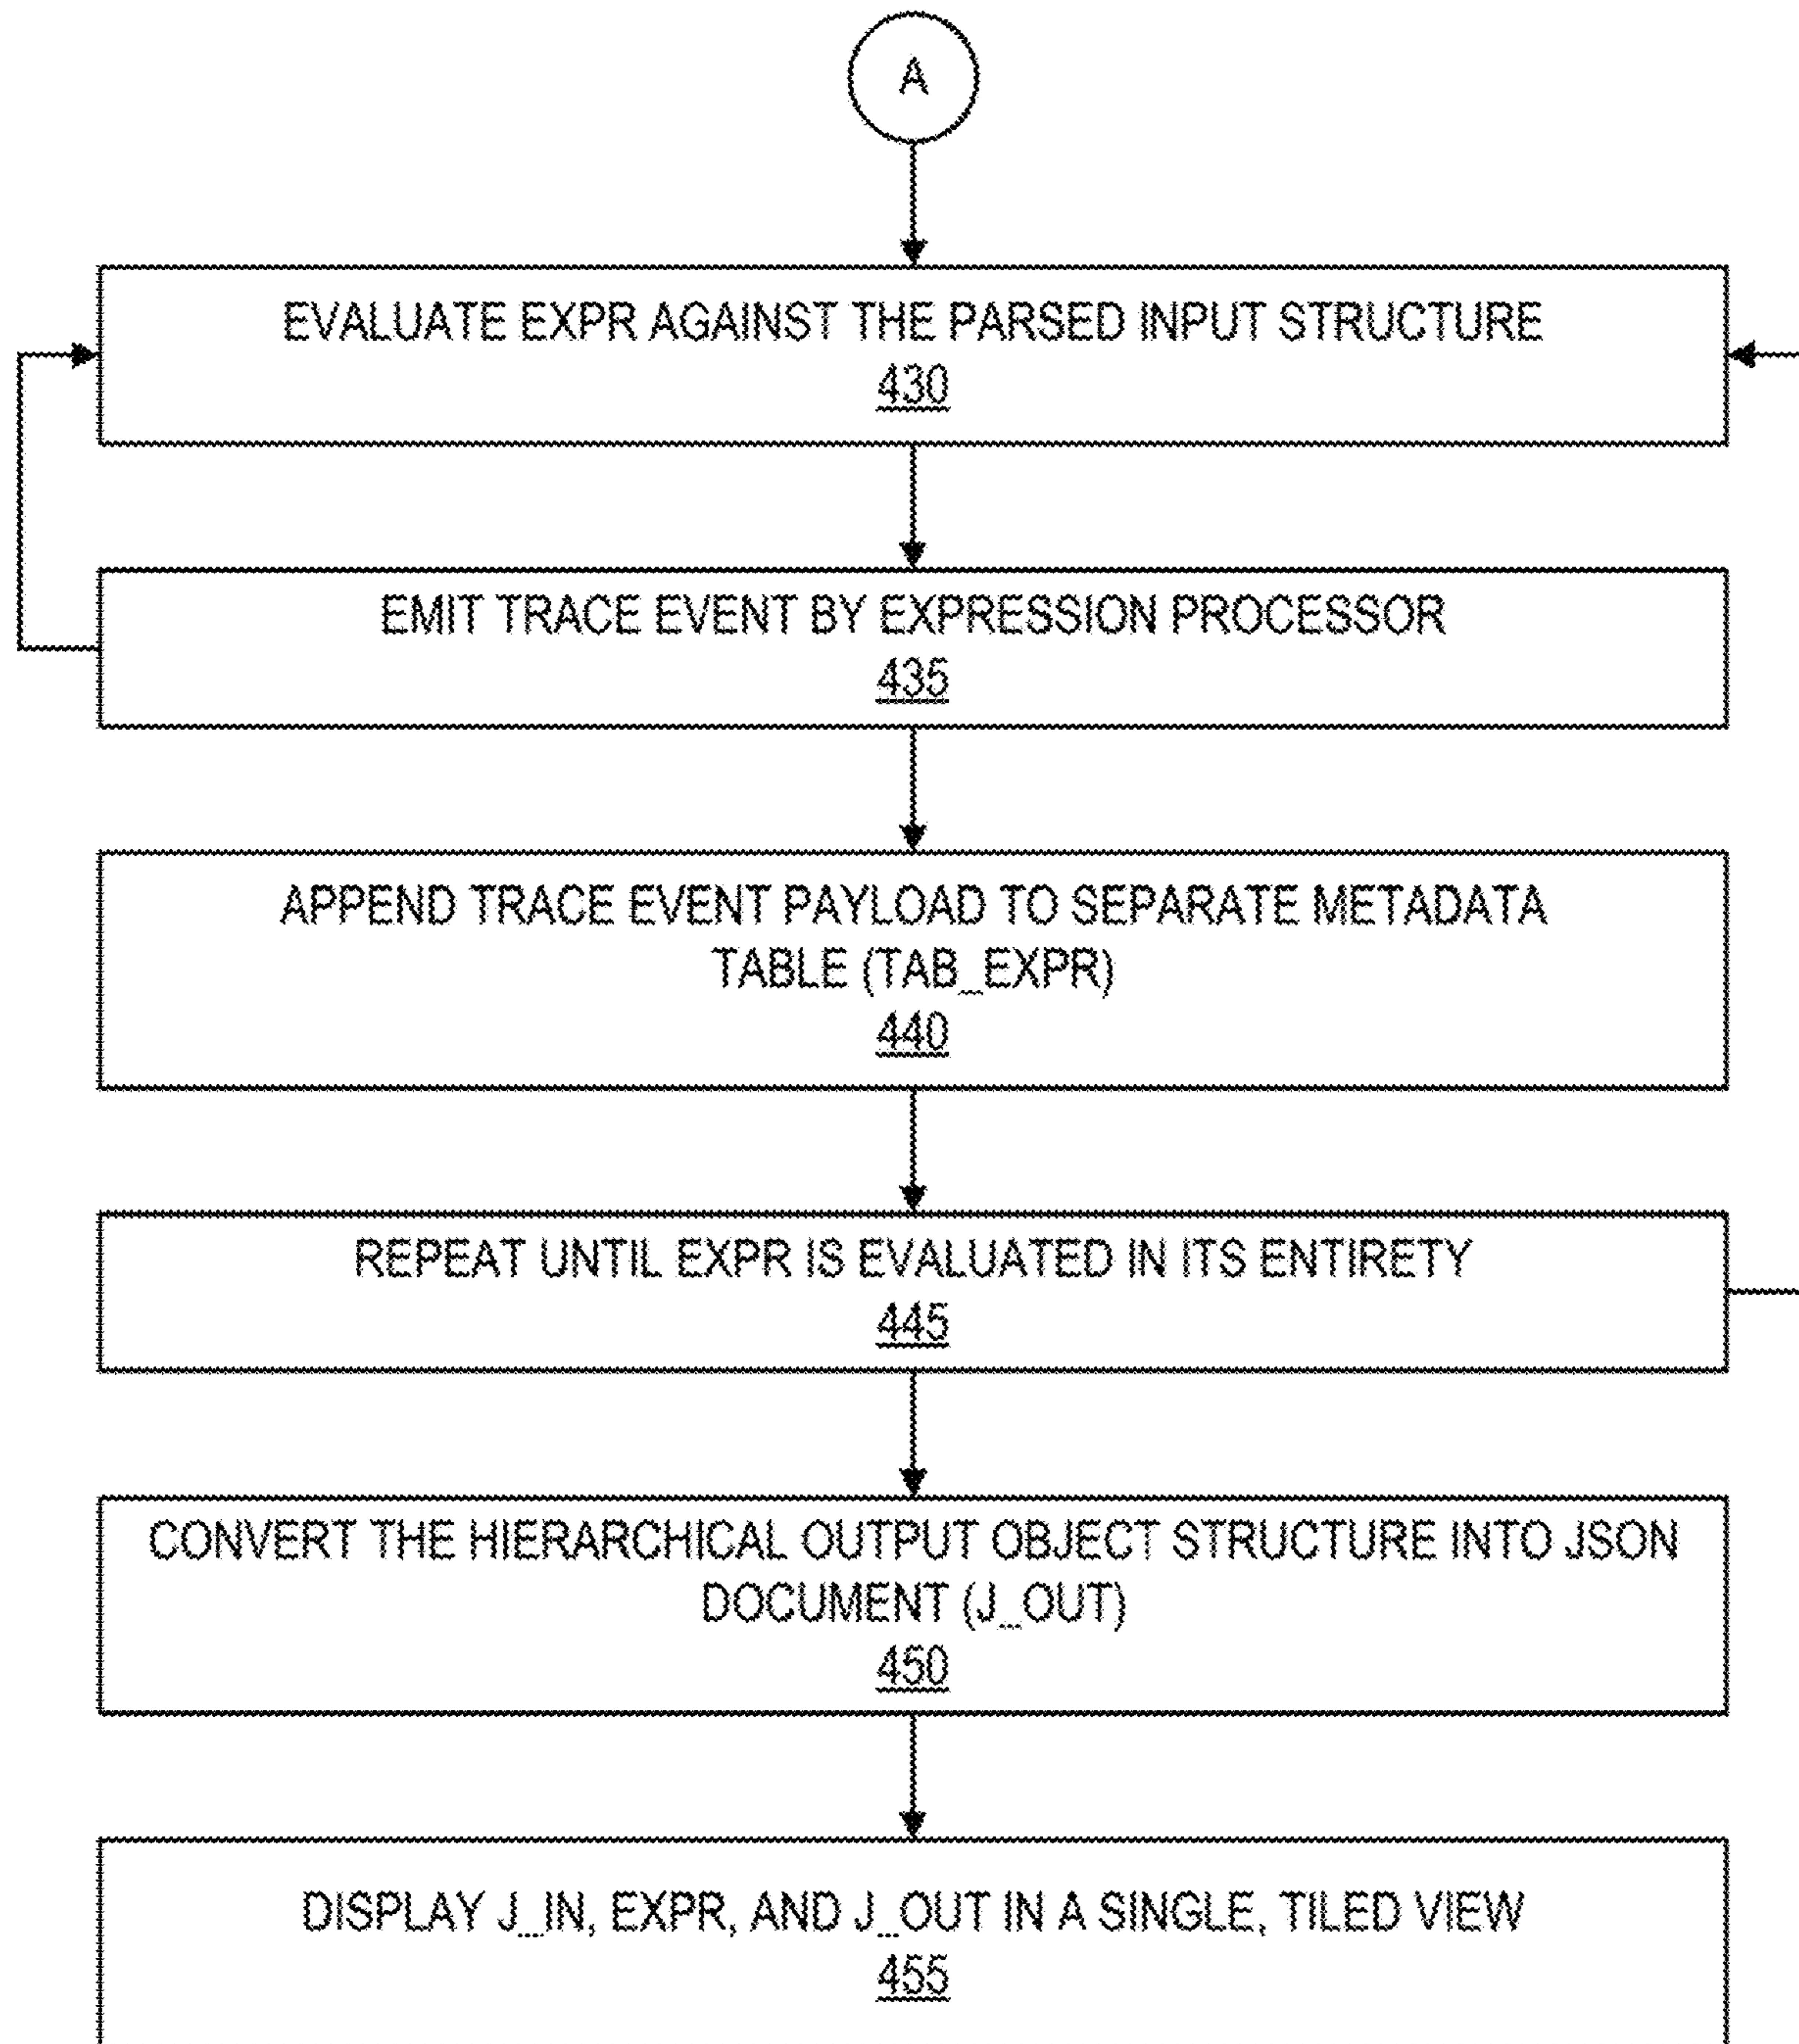 A
EVALUATE EXPR AGAINST THE PARSED INPUT STRUCTURE
430
EMIT TRACE EVENT BY EXPRESSION PROCESSOR
435
APPEND TRACE EVENT PAYLOAD TO SEPARATE METADATA
TABLE (TAB_EXPR)
440
REPEAT UNTIL EXPR IS EVALUATED IN ITS ENTIRETY
445
CONVERT THE HIERARCHICAL OUTPUT OBJECT STRUCTURE INTO JSON
DOCUMENT (J_OUT)
450
DISPLAY J_IN, EXPR, AND J_OUT IN A SINGLE, TILED VIEW
455